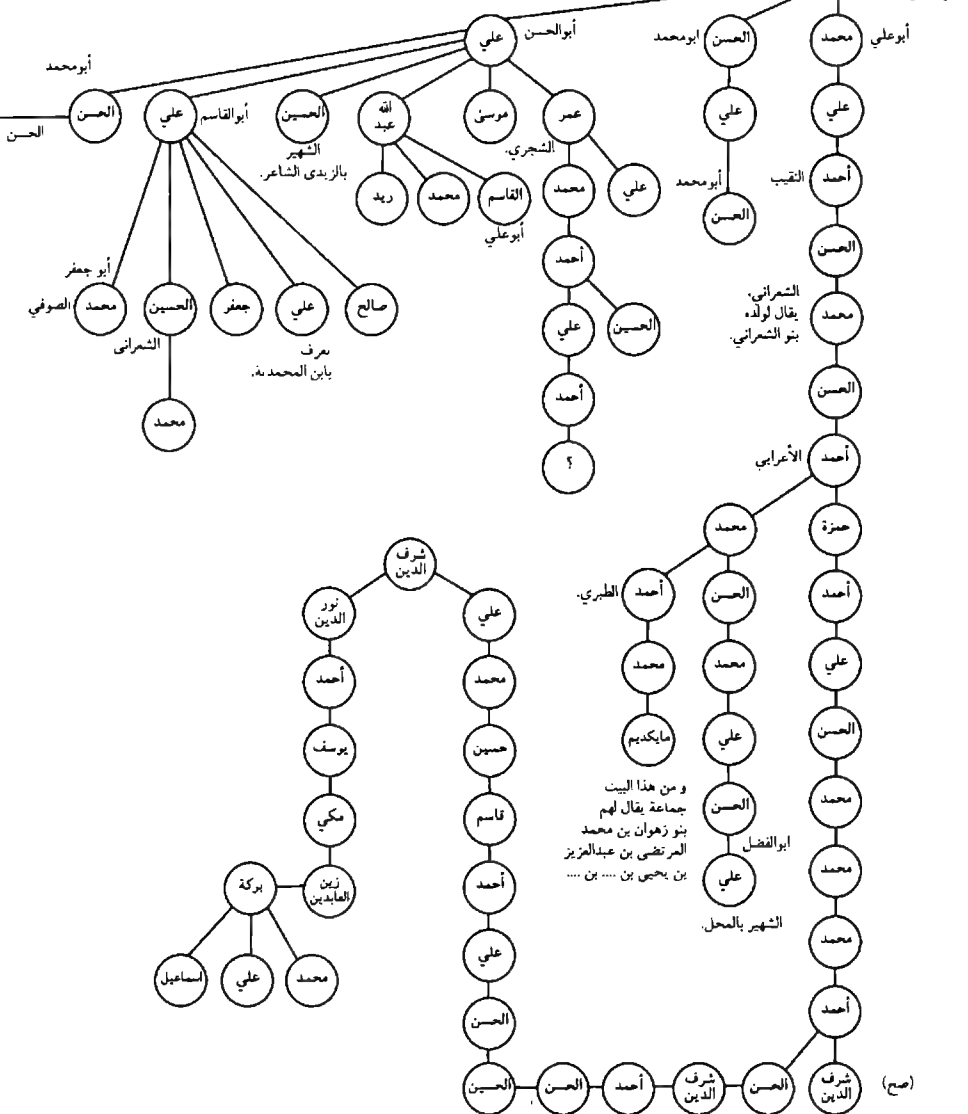 أبوعلي
محمد
الحسن
ابومحمد
أبوالحسن
علي
أبومحمد
علي
علي
عمر
الشجري.
موسى
الله
عبد
الحسين
الشهير
بالزيدى الشاعر.
أبوالقاسم
علي
الحسن
الحسن
النقيب
أحمد
أبومحمد
الحسن
علي
محمد
القاسم
أبوعلي
محمد
زيد
الحسن
أحمد
الشعراني.
يقال لولده
بنو الشعراني.
محمد
الحسين
علي
صالح
علي
يعرف
بابن المحمدية.
جعفر
الحسين
الشعرانى
أبو جعفر
محمد
الصوفي
الحسن
أحمد
محمد
أحمد
الأعرابي
؟
حمزة
محمد
شرف
الدين
أحمد
الحسن
أحمد
الطبري.
علي
نور
الدين
علي
محمد
محمد
محمد
أحمد
الحسن
علي
مايكديم
حسين
يوسف
محمد
الحسن
و من هذا البيت
جماعة يقال لهم
بنو زهوان بن محمد
المرتضى بن عبدالعزيز
بن يحيى بن .... بن ....
قاسم
مكي
محمد
ابوالفضل
علي
الشهير بالمحل.
أحمد
زين
العابدين
بركة
محمد
علي
محمد
علي
اسماعيل
أحمد
الحسن
(صح)
شرف
الدين
الحسن
شرف
الدين
أحمد
الحسن
الحسين